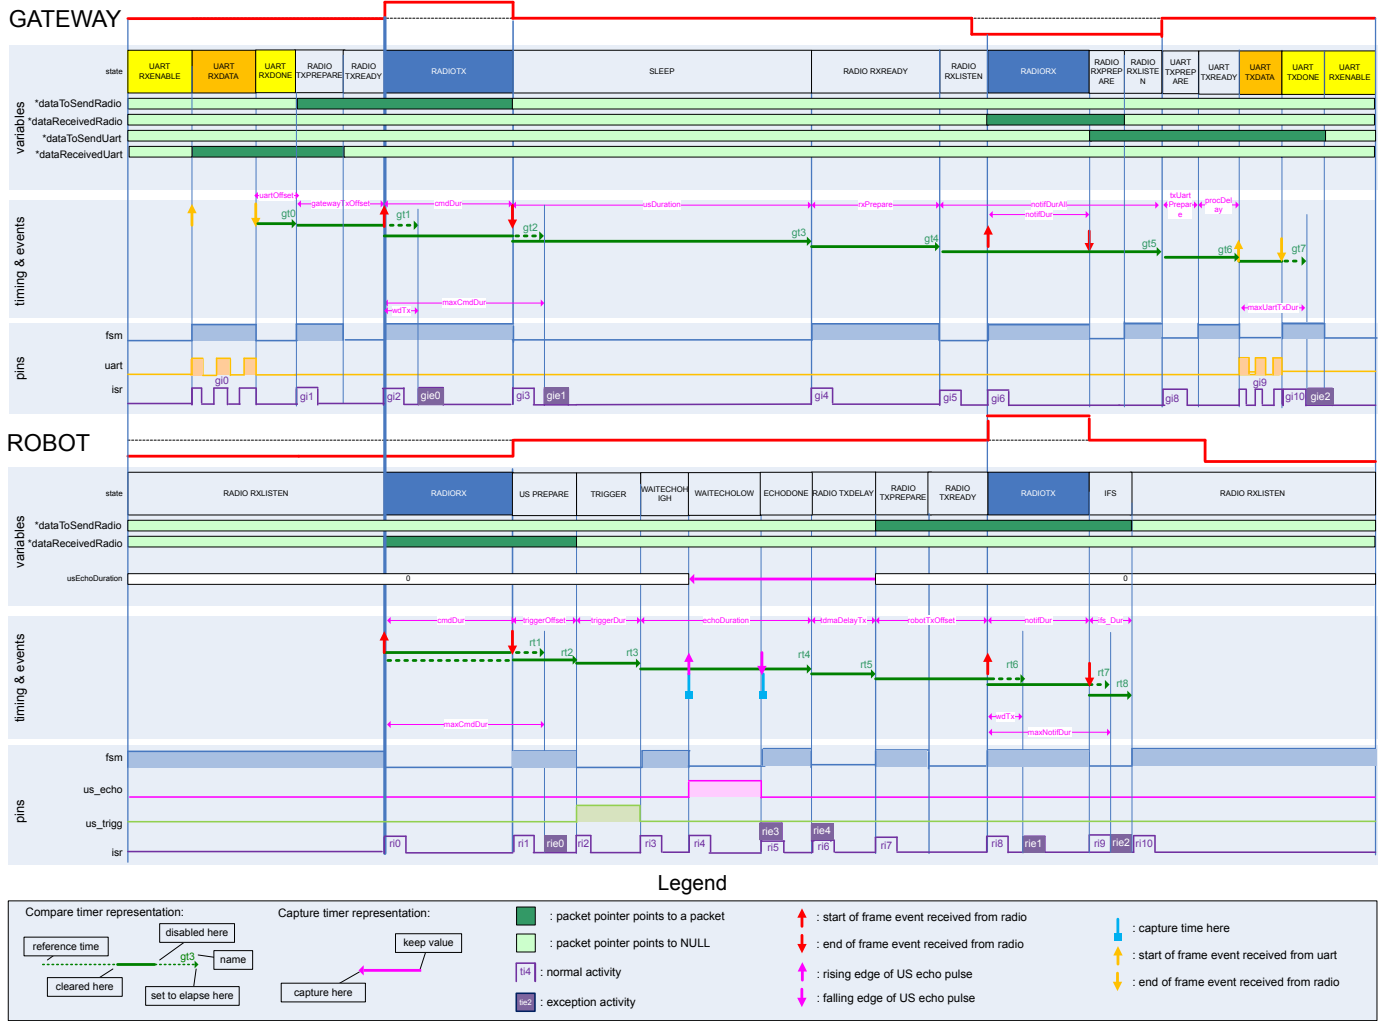 GATEWAY
state
UART RXENABLE
UART RXDATA
UART RXDONE
RADIO TXPREPARE
RADIO TXREADY
RADIOTX
SLEEP
RADIO RXREADY
RADIO RXLISTEN
RADIORX
RADIO RXPREP ARE
RADIO RXLISTE N
UART TXPREP ARE
UART TXREADY
UART TXDATA
UART TXDONE
UART RXENABLE
variables
*dataToSendRadio
*dataReceivedRadio
*dataToSendUart
*dataReceivedUart
timing & events
uartOffset
gatewayTxOffset
cmdDur
usDuration
rxPrepare
notifDurAll
notifDur
txUart Prepar e
procDel ay
gt0
gt1
gt2
gt3
gt4
gt5
gt6
gt7
maxCmdDur
wdTx
maxUartTxDur
pins
fsm
uart
isr
gi0
gi1
gi2
gie0
gi3
gie1
gi4
gi5
gi6
gi8
gi9
gi10
gie2
ROBOT
state
RADIO RXLISTEN
RADIORX
US PREPARE
TRIGGER
WAITECHOH IGH
WAITECHOLOW
ECHODONE
RADIO TXDELAY
RADIO TXPREPARE
RADIO TXREADY
RADIOTX
IFS
RADIO RXLISTEN
variables
*dataToSendRadio
*dataReceivedRadio
usEchoDuration
0
0
timing & events
cmdDur
triggerOffset
triggerDur
echoDuration
tdmaDelayTx
robotTxOffset
notifDur
ifs_Dur
rt1
rt2
rt3
rt4
rt5
rt6
rt7
rt8
maxCmdDur
wdTx
maxNotifDur
pins
fsm
us_echo
us_trigg
isr
ri0
ri1
rie0
ri2
ri3
ri4
rie3
ri5
rie4
ri6
ri7
ri8
rie1
ri9
rie2
ri10
Legend
Compare timer representation:
reference time
disabled here
gt3
name
cleared here
set to elapse here
Capture timer representation:
keep value
capture here
: packet pointer points to a packet
: packet pointer points to NULL
ti4 : normal activity
tie2 : exception activity
: start of frame event received from radio
: end of frame event received from radio
: rising edge of US echo pulse
: falling edge of US echo pulse
: capture time here
: start of frame event received from uart
: end of frame event received from radio